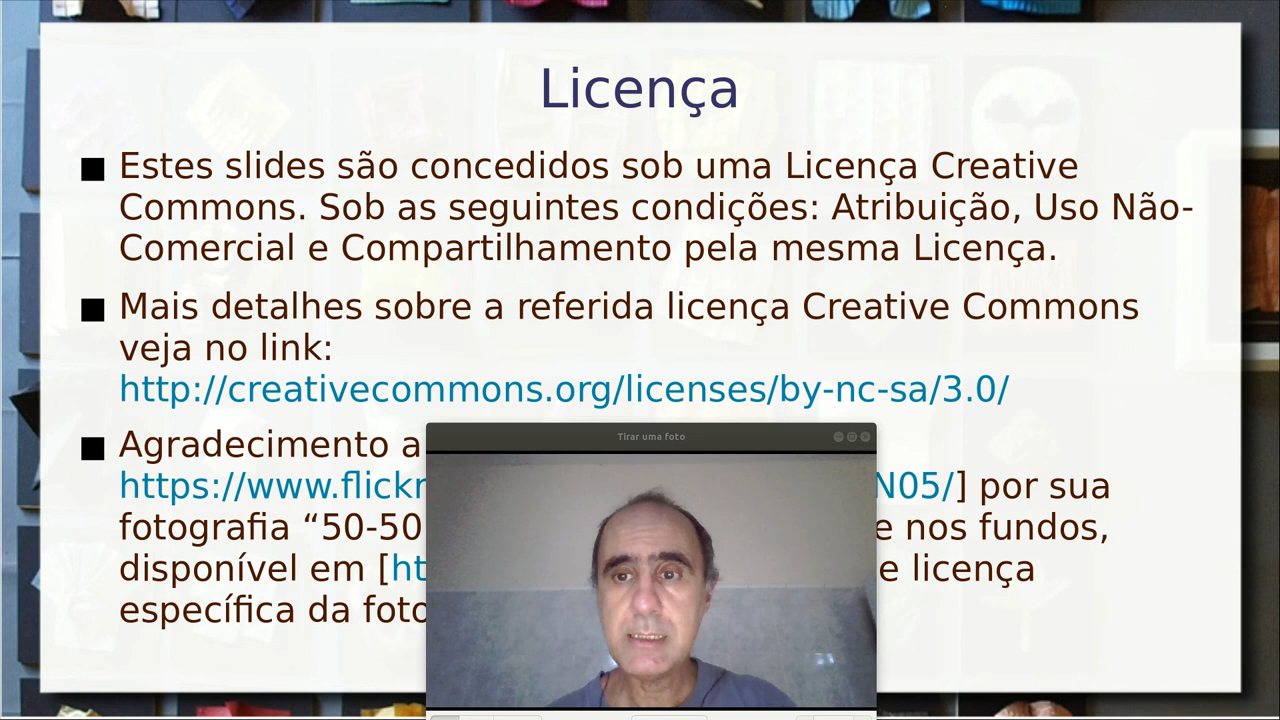 Licença
Estes slides são concedidos sob uma Licença Creative
Commons. Sob as seguintes condições: Atribuição, Uso Não-
Comercial e Compartilhamento pela mesma Licença.
Mais detalhes sobre a referida licença Creative Commons
veja no link:
http://creativecommons.org/licenses/by-nc-sa/3.0/
Agradecimento a
https://www.flickr N05/] por sua
fotografia “50-50 e nos fundos,
disponível em [ht e licença
específica da foto
Tirar uma foto